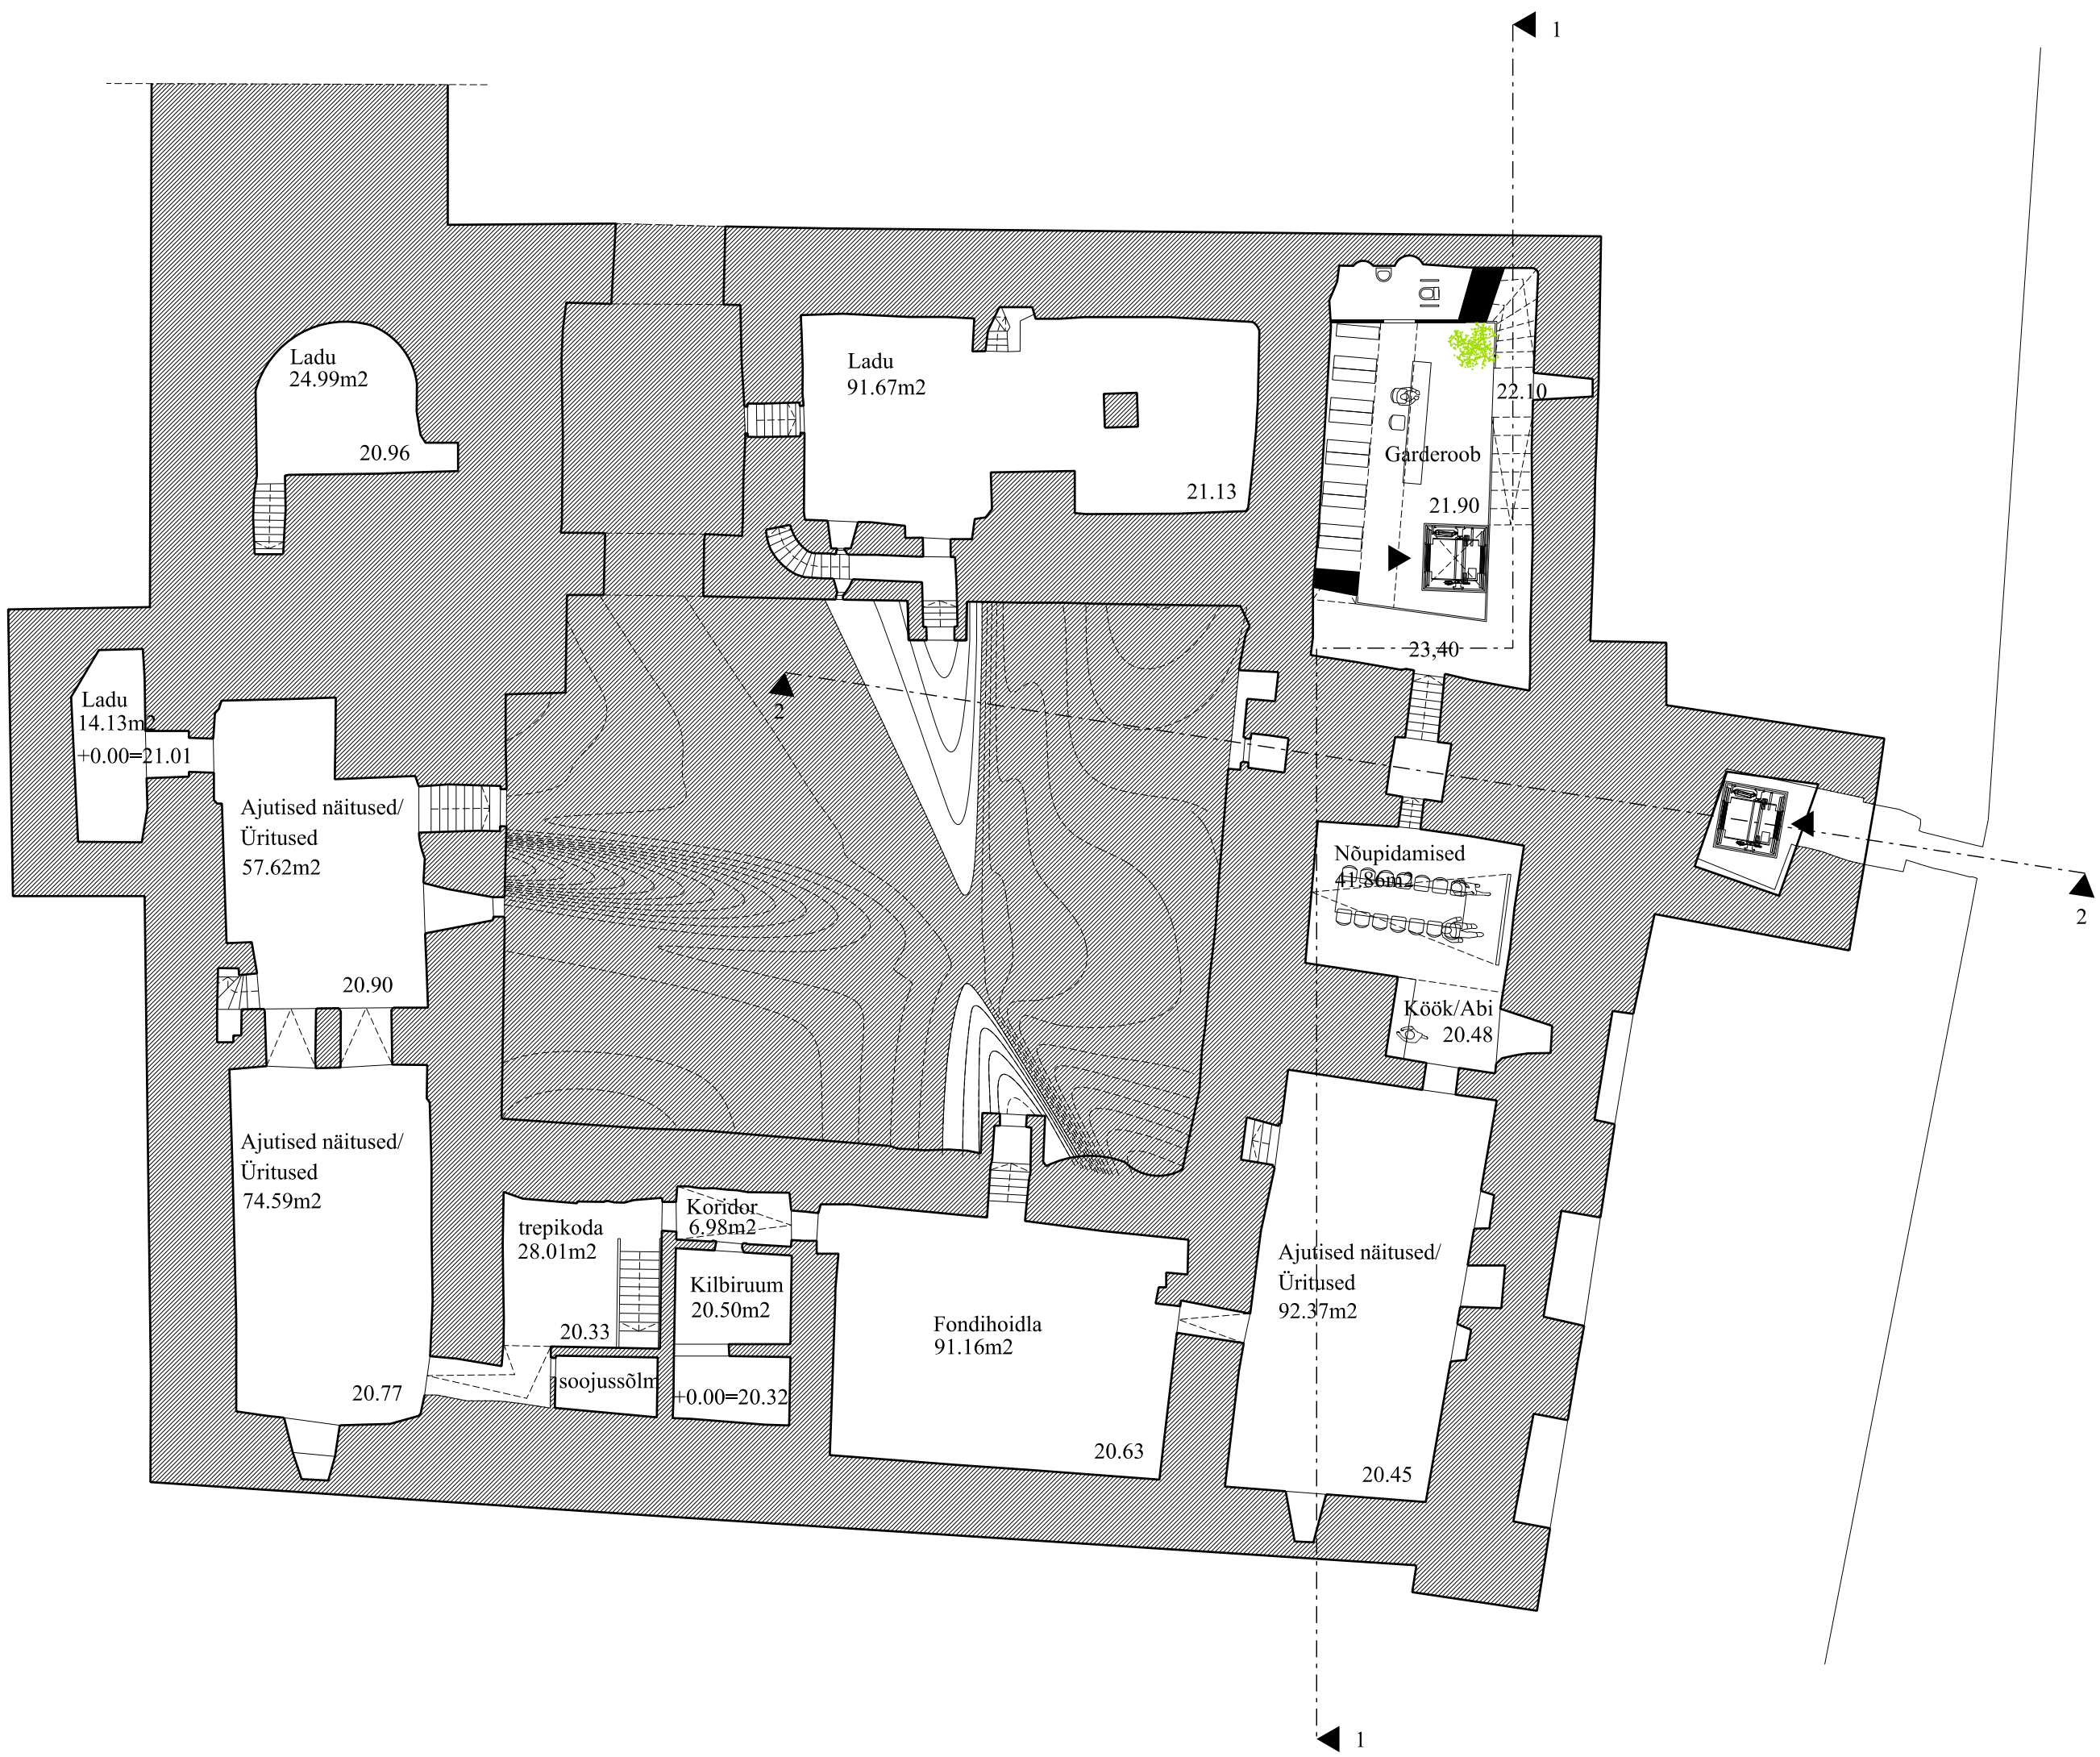 1
Ladu
24.99m2
20.96
Ladu
91.67m2
21.13
22.10
Garderoob
21.90
23,40
Ladu
14.13m2
+0.00=21.01
2
Ajutised näitused/
Üritused
57.62m2
20.90
Nõupidamised
41.86m2
2
Köök/Abi
20.48
Ajutised näitused/
Üritused
74.59m2
20.77
trepikoda
28.01m2
20.33
Koridor
6.98m2
Kilbiruum
20.50m2
soojussõlm
+0.00=20.32
Fondihoidla
91.16m2
20.63
Ajutised näitused/
Üritused
92.37m2
20.45
1